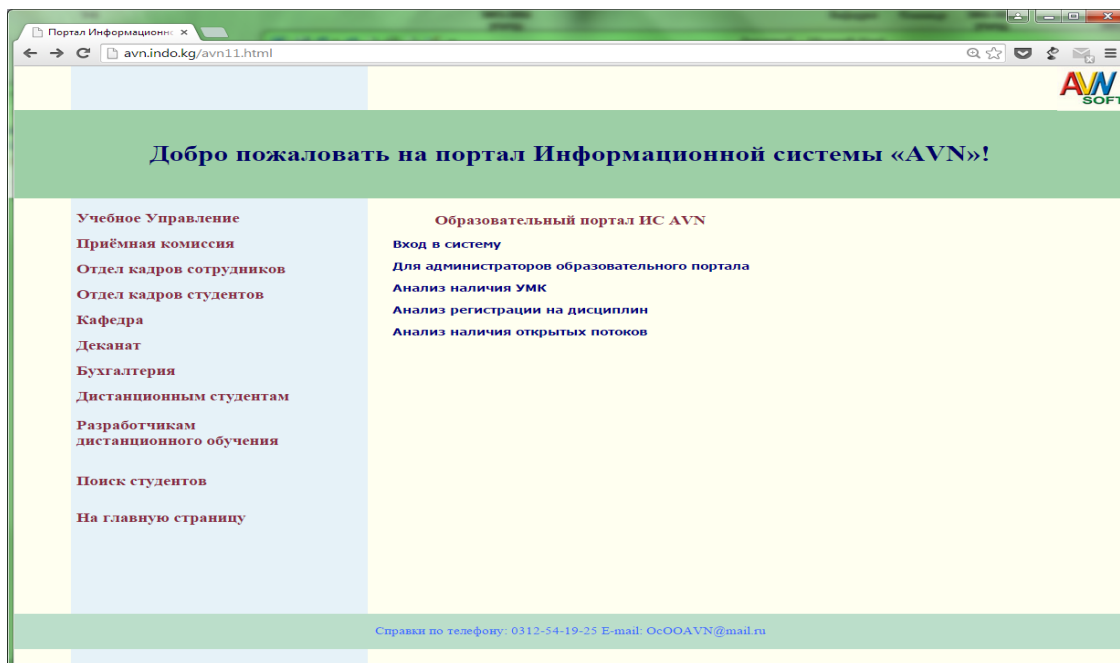 Портал Информационно
avn.indo.kg/avn11.html
AVN
SOFT
Добро пожаловать на портал Информационной системы «AVN»!
Учебное Управление
Приёмная комиссия
Отдел кадров сотрудников
Отдел кадров студентов
Кафедра
Деканат
Бухгалтерия
Дистанционным студентам
Разработчикам
дистанционного обучения
Поиск студентов
На главную страницу
Образовательный портал ИС AVN
Вход в систему
Для администраторов образовательного портала
Анализ наличия УМК
Анализ регистрации на дисциплин
Анализ наличия открытых потоков
Справки по телефону: 0312-54-19-25 E-mail: OcOOAVN@mail.ru